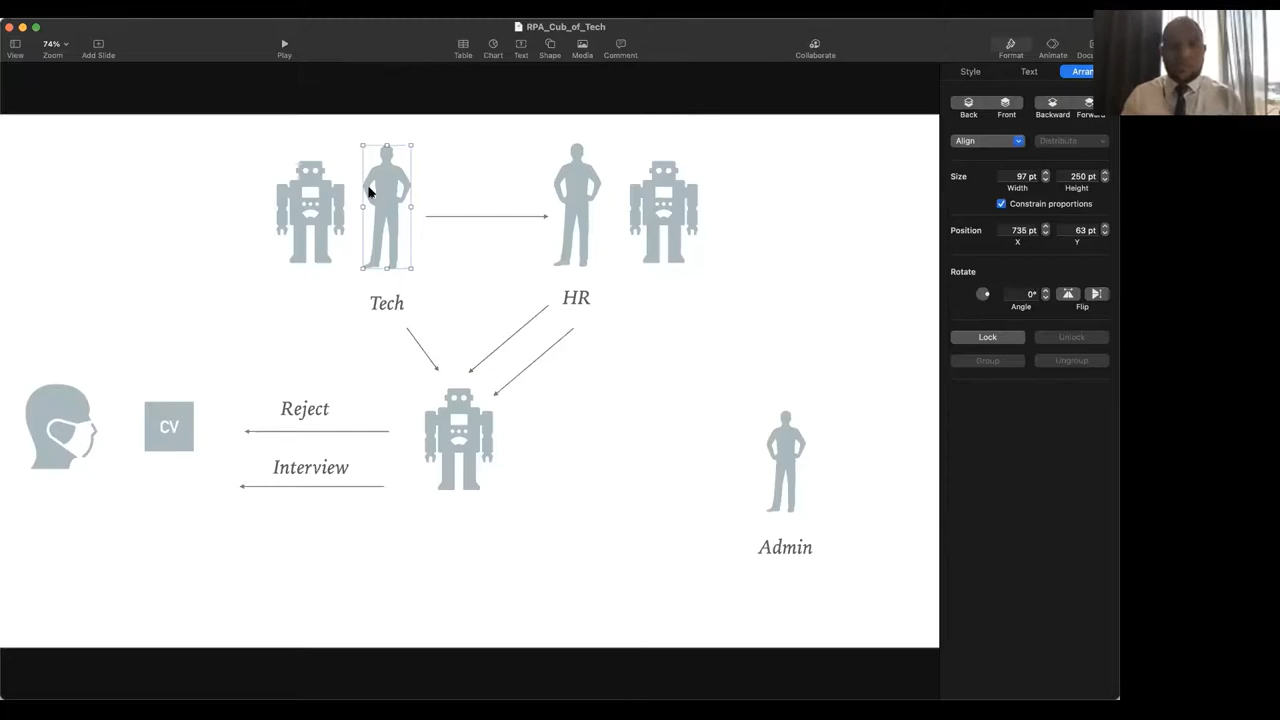 RPA_Cub_of_Tech
74%
View
Zoom
Add Slide
Play
Table
Chart
Text
Shape
Media
Comment
Collaborate
Format
Animate
Style
Text
Back
Front
Backward
Align
Distribute
Size
97 pt
250 pt
Width
Height
Constrain proportions
Position
735 pt
63 pt
X
Y
Rotate
0°
Angle
Flip
Lock
Unlock
Group
Ungroup
Tech
HR
Reject
CV
Interview
Admin